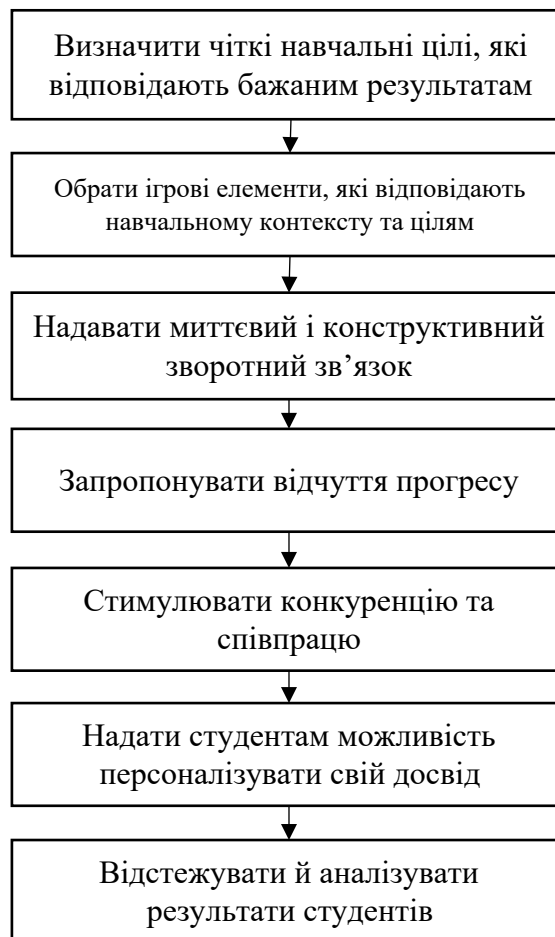 Визначити чіткі навчальні цілі, які
відповідають бажаним результатам
Обрати ігрові елементи, які відповідають
навчальному контексту та цілям
Надавати миттєвий і конструктивний
зворотний зв’язок
Запропонувати відчуття прогресу
Стимулювати конкуренцію та
співпрацю
Надати студентам можливість
персоналізувати свій досвід
Відстежувати й аналізувати
результати студентів